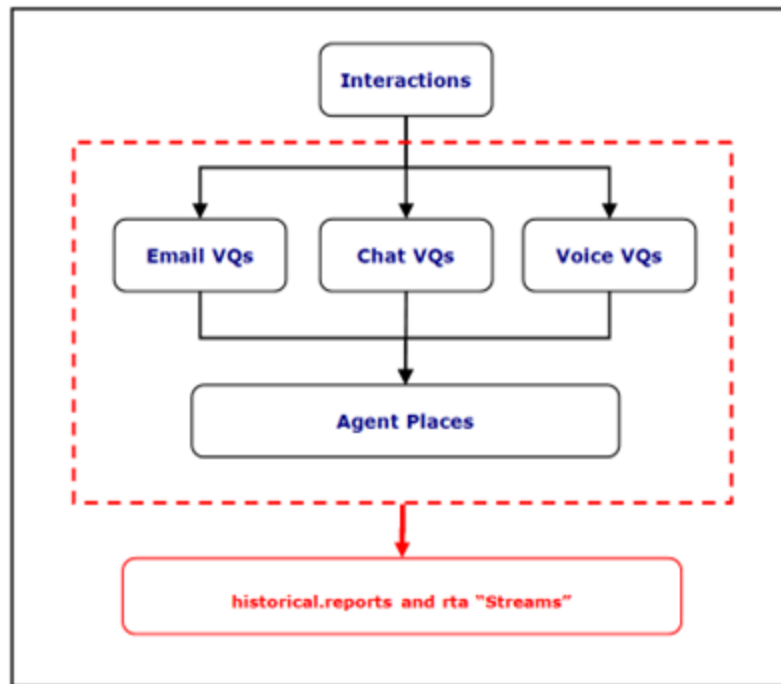 Interactions
Email VQs
Chat VQs
Voice VQs
Agent Places
historical.reports and rta “Streams”